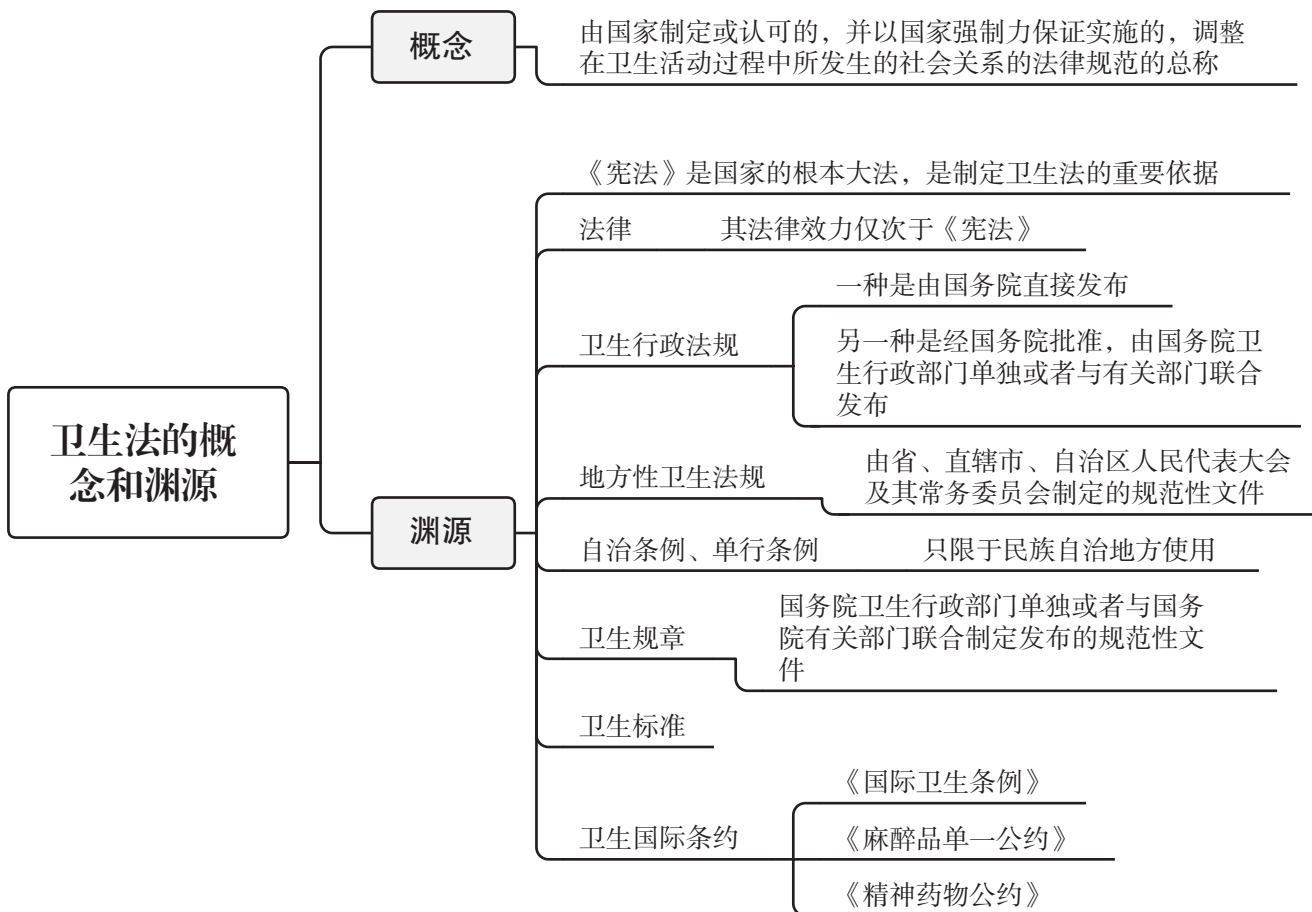 卫生法的概
念和渊源
概念
由国家制定或认可的，并以国家强制力保证实施的，调整
在卫生活动过程中所发生的社会关系的法律规范的总称
渊源
《宪法》是国家的根本大法，是制定卫生法的重要依据
法律
其法律效力仅次于《宪法》
卫生行政法规
一种是由国务院直接发布
另一种是经国务院批准，由国务院卫
生行政部门单独或者与有关部门联合
发布
地方性卫生法规
由省、直辖市、自治区人民代表大会
及其常务委员会制定的规范性文件
自治条例、单行条例
只限于民族自治地方使用
卫生规章
国务院卫生行政部门单独或者与国务
院有关部门联合制定发布的规范性文
件
卫生标准
卫生国际条约
《国际卫生条例》
《麻醉品单一公约》
《精神药物公约》